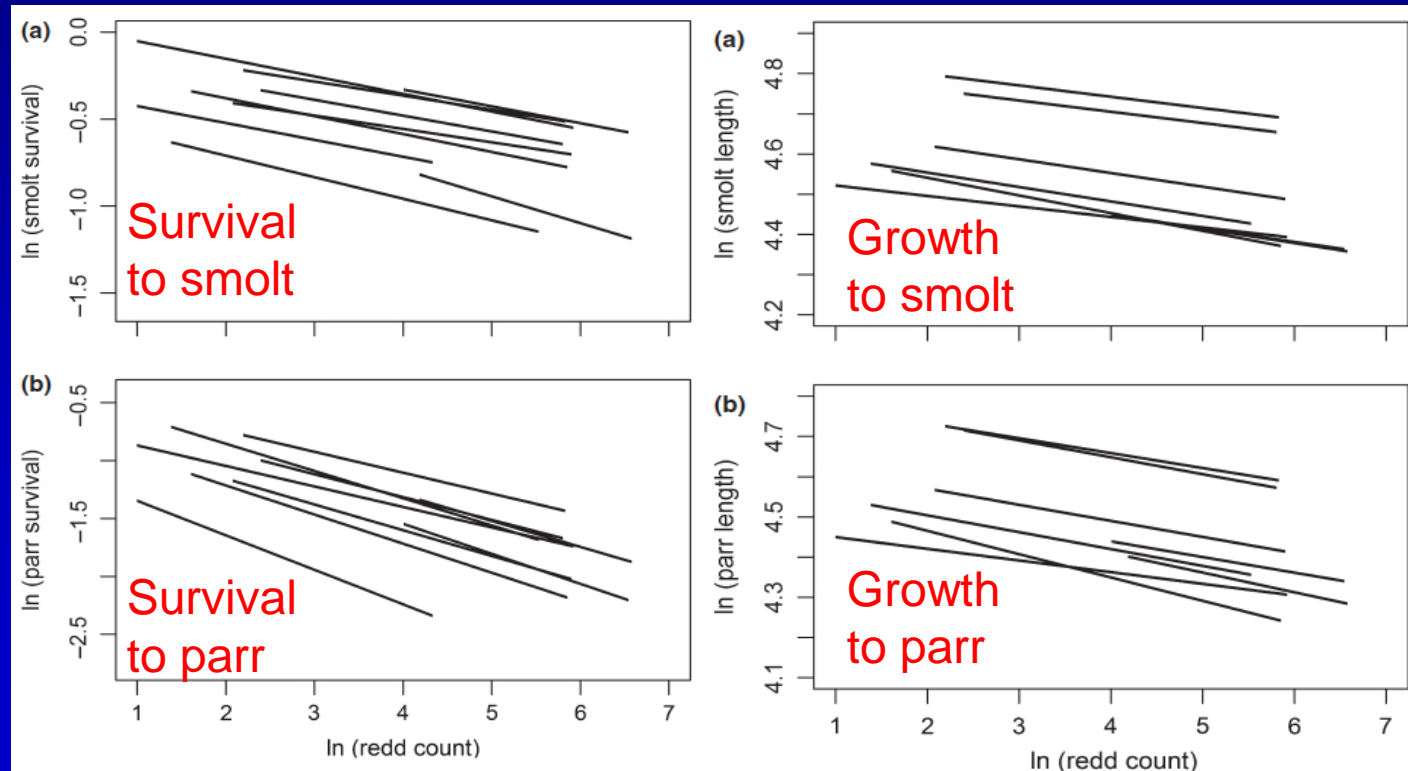 (a)
ln (smolt survival)
0.0
−0.5
−1.0
−1.5
Survival
to smolt
(a)
ln (smolt length)
4.8
4.6
4.4
4.2
Growth
to smolt
(b)
ln (parr survival)
−0.5
−1.5
−2.5
Survival
to parr
1 2 3 4 5 6 7
ln (redd count)
(b)
ln (parr length)
4.7
4.5
4.3
4.1
Growth
to parr
1 2 3 4 5 6 7
ln (redd count)